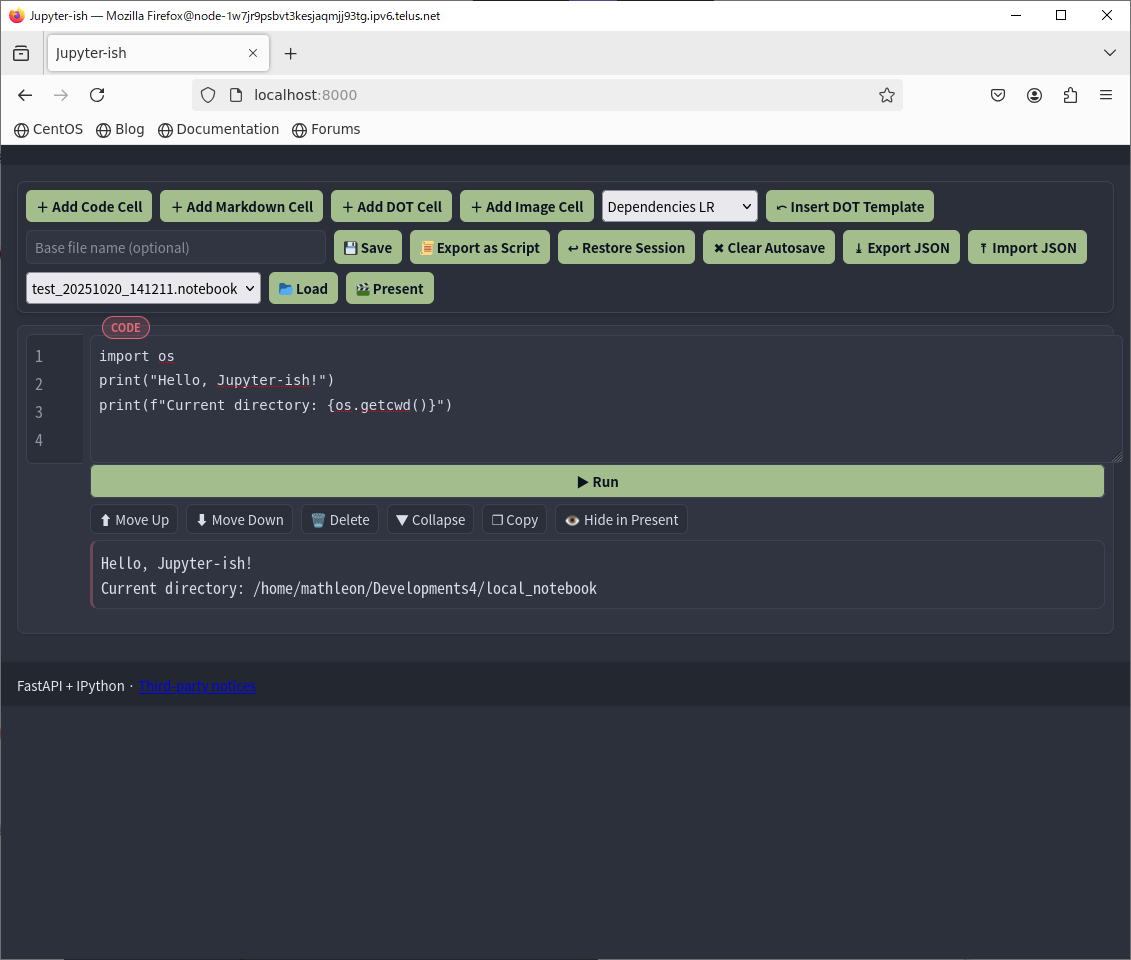 Jupyter-ish — Mozilla Firefox@node-1w7jr9psbvt3kesjaqmjj93tg.ipv6.telus.net
Jupyter-ish
localhost:8000
CentOS Blog Documentation Forums
+ Add Code Cell + Add Markdown Cell + Add DOT Cell + Add Image Cell Dependencies LR ⤺ Insert DOT Template
Base file name (optional) 💾 Save 📜 Export as Script ↩ Restore Session ✖ Clear Autosave ⤓ Export JSON ⤒ Import JSON
test_20251020_141211.notebook 📂 Load 🎬 Present
CODE
1 import os
2 print("Hello, Jupyter-ish!")
3 print(f"Current directory: {os.getcwd()}")
4
▶ Run
⬆ Move Up ⬇ Move Down 🗑️ Delete ▼ Collapse ❐ Copy 👁️ Hide in Present
Hello, Jupyter-ish!
Current directory: /home/mathleon/Developments4/local_notebook
FastAPI + IPython · Third-party notices